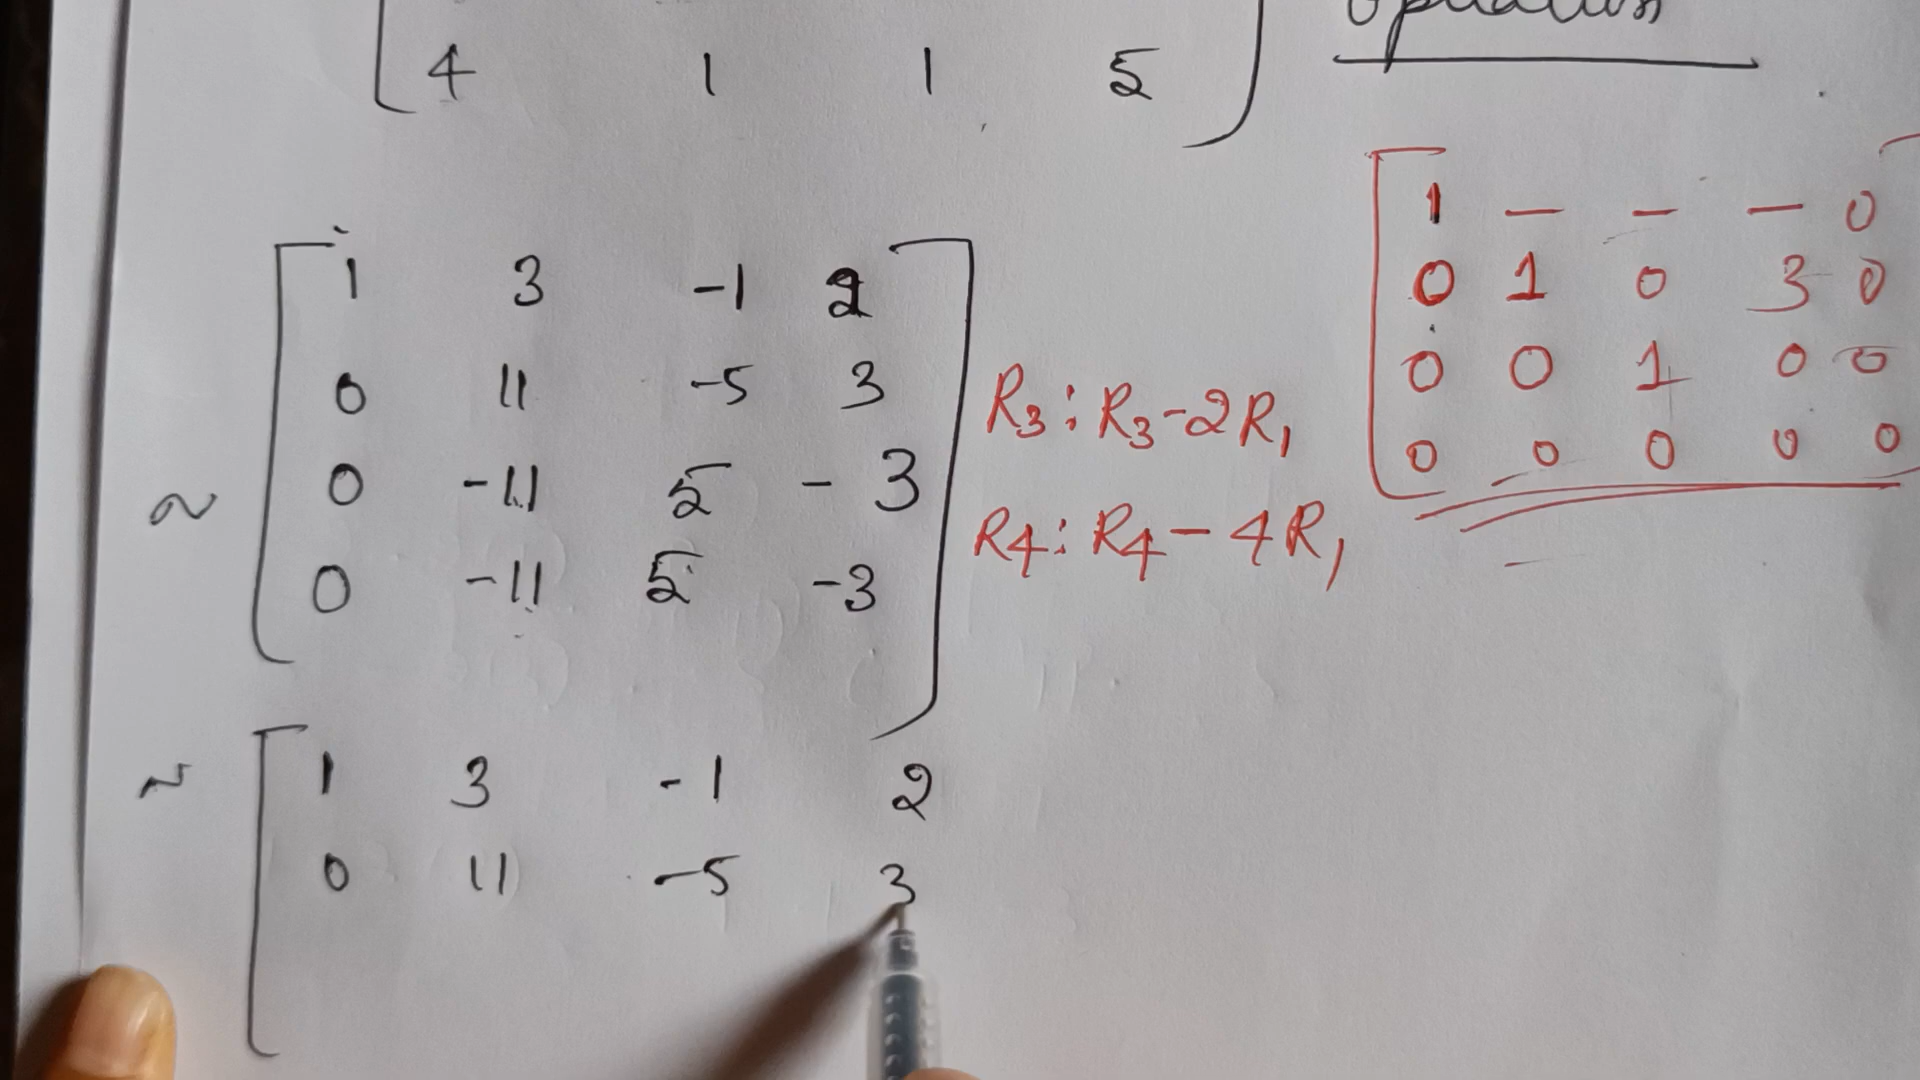 4 1 1 5
1 3 -1 2
0 11 -5 3
~ 0 -11 5 - 3
0 -11 5 -3
R3 : R3 - 2R1
R4 : R4 - 4R1
1 — — — 0
0 1 0 3 0
0 0 1 0 0
0 0 0 0 0
~ 1 3 -1 2
0 11 -5 3